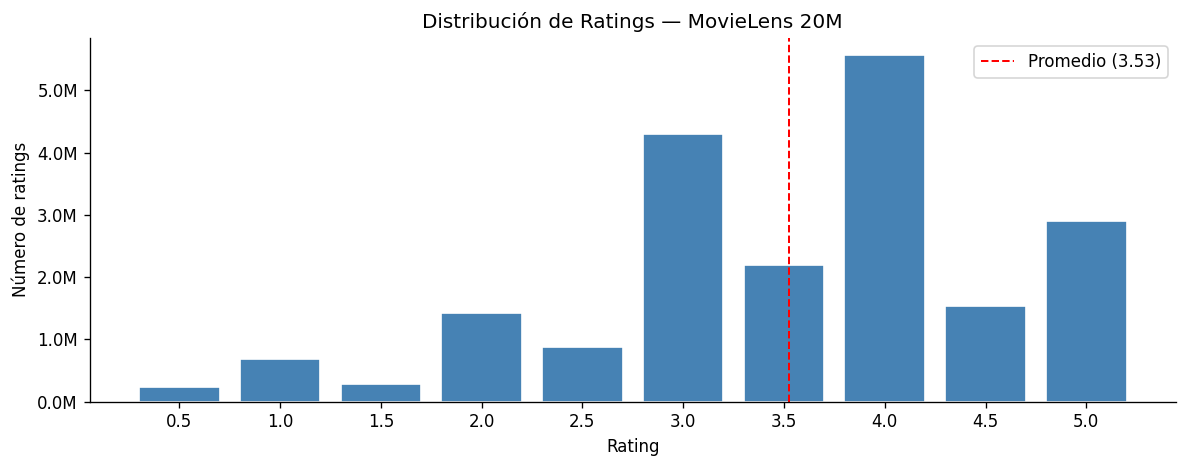 Distribución de Ratings — MovieLens 20M
Promedio (3.53)
Número de ratings
5.0M
4.0M
3.0M
2.0M
1.0M
0.0M
0.5 1.0 1.5 2.0 2.5 3.0 3.5 4.0 4.5 5.0
Rating